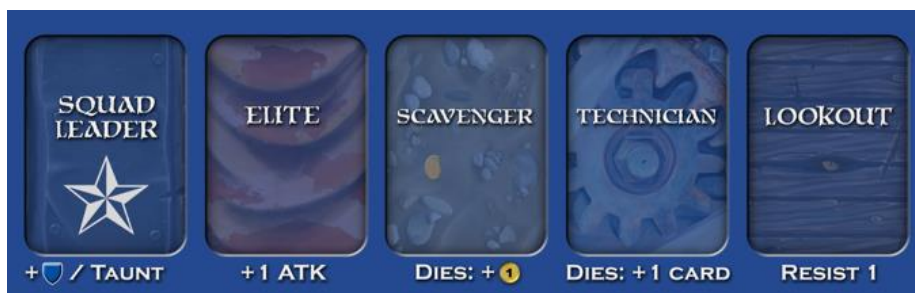 SQUAD
LEADER
ELITE
SCAVENGER
TECHNICIAN
LOOKOUT
+ / TAUNT
+1 ATK
DIES: +1
DIES: +1 CARD
RESIST 1